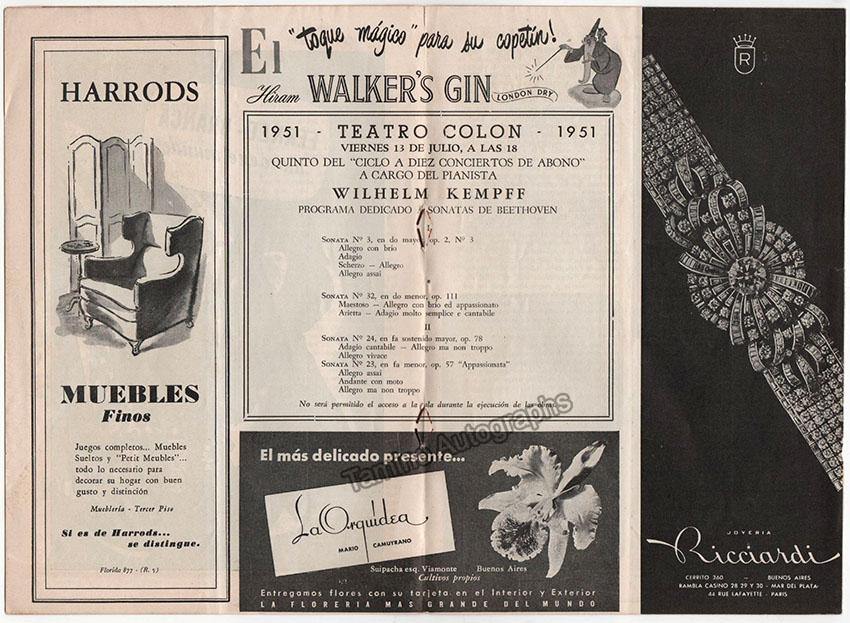 HARRODS
MUEBLES
Finos
Juegos completos... Muebles
Sueltos y "Petit Meubles"...
todo lo necesario para
decorar su hogar con buen
gusto y distinción
Mueblería - Tercer Piso
Si es de Harrods...
se distingue.
Florida 877 - (R. 5)
El "toque mágico" para su copetín!
Hiram WALKER'S GIN
LONDON DRY
1951 - TEATRO COLON - 1951
VIERNES 13 DE JULIO, A LAS 18
QUINTO DEL "CICLO A DIEZ CONCIERTOS DE ABONO"
A CARGO DEL PIANISTA
WILHELM KEMPFF
PROGRAMA DEDICADO A SONATAS DE BEETHOVEN
I
SONATA Nº 3, en do mayor, op. 2, Nº 3
Allegro con brio
Adagio
Scherzo — Allegro
Allegro assai
SONATA Nº 32, en do menor, op. 111
Maestoso — Allegro con brio ed appassionato
Arietta — Adagio molto semplice e cantabile
II
SONATA Nº 24, en fa sostenido mayor, op. 78
Adagio cantabile — Allegro ma non troppo
Allegro vivace
SONATA Nº 23, en fa menor, op. 57 "Appassionata"
Allegro assai
Andante con moto
Allegro ma non troppo
No será permitido el acceso a la sala durante la ejecución de las obras.
Tamino Autographs
El más delicado presente...
La Orquídea
MARIO CAMUYRANO
Suipacha esq. Viamonte Buenos Aires
Cultivos propios
Entregamos flores con su tarjeta en el Interior y Exterior
LA FLORERIA MAS GRANDE DEL MUNDO
R
JOYERIA
Ricciardi
CERRITO 360 - BUENOS AIRES
RAMBLA CASINO 28 29 Y 30 - MAR DEL PLATA
44 RUE LAFAYETTE - PARIS